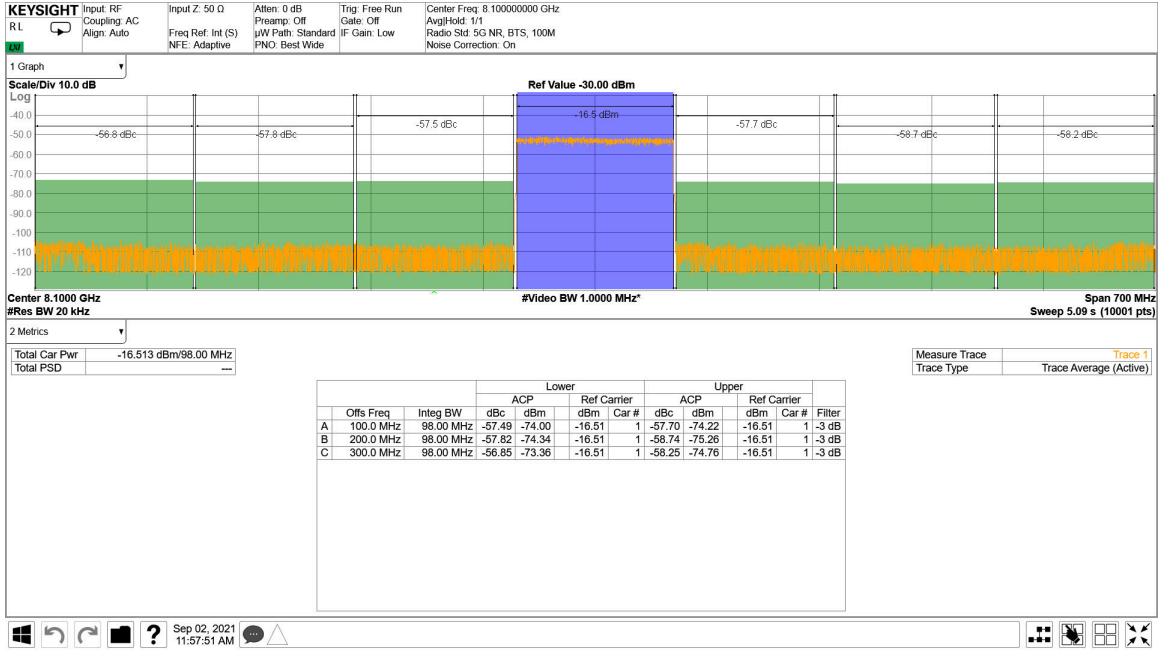 KEYSIGHT Input: RF Input Z: 50 Ω Atten: 0 dB Trig: Free Run Center Freq: 8.100000000 GHz
R L Coupling: AC Preamp: Off Gate: Off Avg|Hold: 1/1
Align: Auto Freq Ref: Int (S) µW Path: Standard IF Gain: Low Radio Std: 5G NR, BTS, 100M
LXI NFE: Adaptive PNO: Best Wide Noise Correction: On
1 Graph
Scale/Div 10.0 dB Ref Value -30.00 dBm
Log
-40.0
-50.0
-60.0
-70.0
-80.0
-90.0
-100
-110
-120
-56.8 dBc -57.8 dBc -57.5 dBc -16.5 dBm -57.7 dBc -58.7 dBc -58.2 dBc
Center 8.1000 GHz #Video BW 1.0000 MHz* Span 700 MHz
#Res BW 20 kHz Sweep 5.09 s (10001 pts)
2 Metrics
Total Car Pwr -16.513 dBm/98.00 MHz Measure Trace Trace 1
Total PSD --- Trace Type Trace Average (Active)
Lower Upper
ACP Ref Carrier ACP Ref Carrier
Offs Freq Integ BW dBc dBm dBm Car # dBc dBm dBm Car # Filter
A 100.0 MHz 98.00 MHz -57.49 -74.00 -16.51 1 -57.70 -74.22 -16.51 1 -3 dB
B 200.0 MHz 98.00 MHz -57.82 -74.34 -16.51 1 -58.74 -75.26 -16.51 1 -3 dB
C 300.0 MHz 98.00 MHz -56.85 -73.36 -16.51 1 -58.25 -74.76 -16.51 1 -3 dB
? Sep 02, 2021
11:57:51 AM